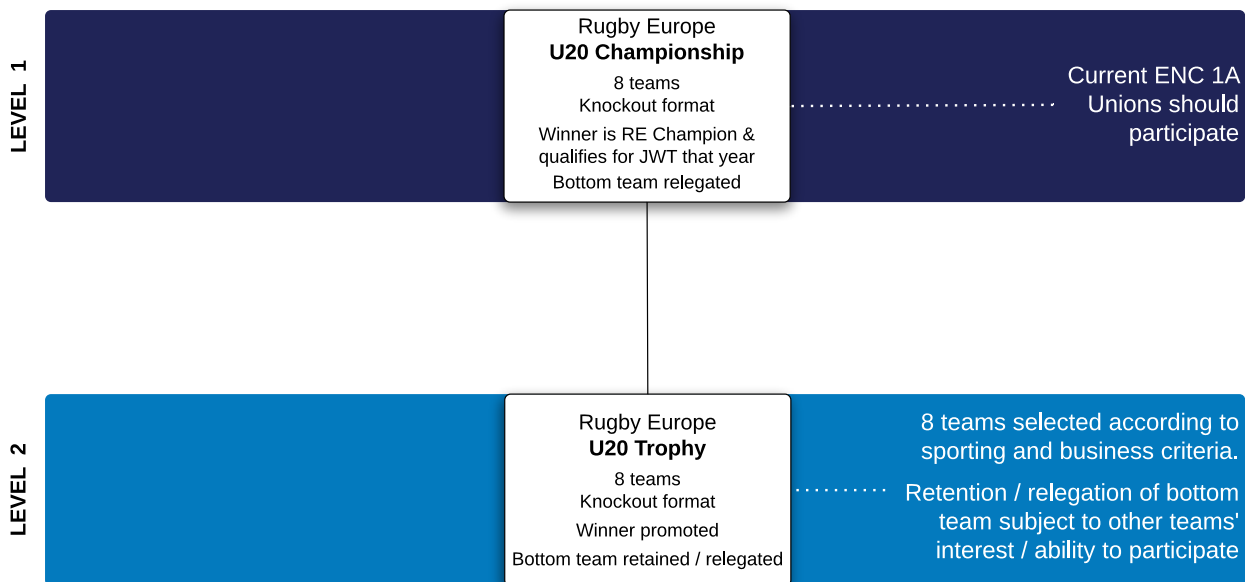 LEVEL 1
Rugby Europe
U20 Championship
8 teams
Knockout format
Winner is RE Champion &
qualifies for JWT that year
Bottom team relegated
Current ENC 1A
Unions should
participate
LEVEL 2
Rugby Europe
U20 Trophy
8 teams
Knockout format
Winner promoted
Bottom team retained / relegated
8 teams selected according to
sporting and business criteria.
Retention / relegation of bottom
team subject to other teams'
interest / ability to participate